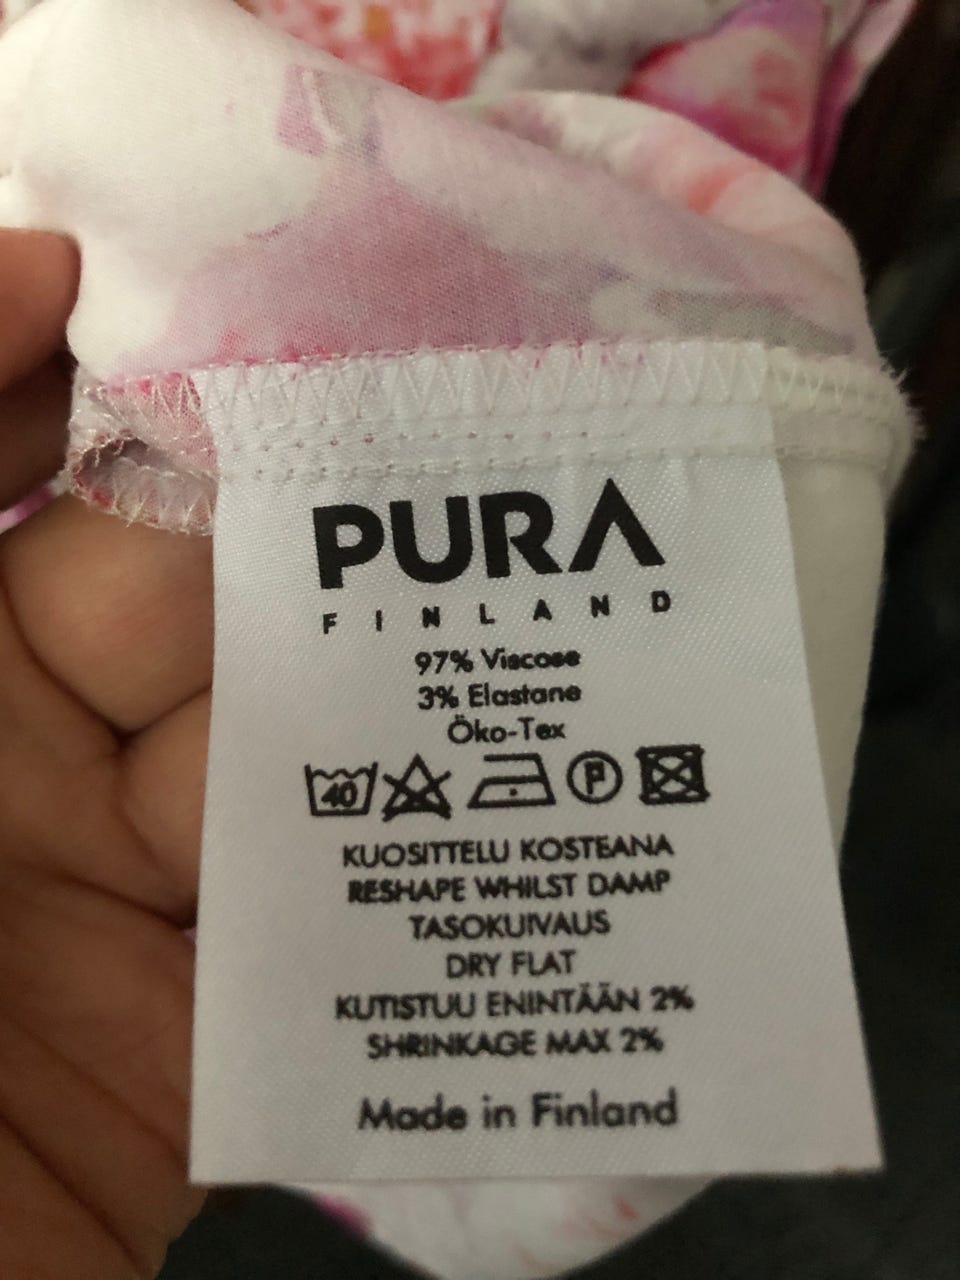 PURA
FINLAND
97% Viscose
3% Elastane
Öko-Tex
40 P
KUOSITTELU KOSTEANA
RESHAPE WHILST DAMP
TASOKUIVAUS
DRY FLAT
KUTISTUU ENINTÄÄN 2%
SHRINKAGE MAX 2%
Made in Finland